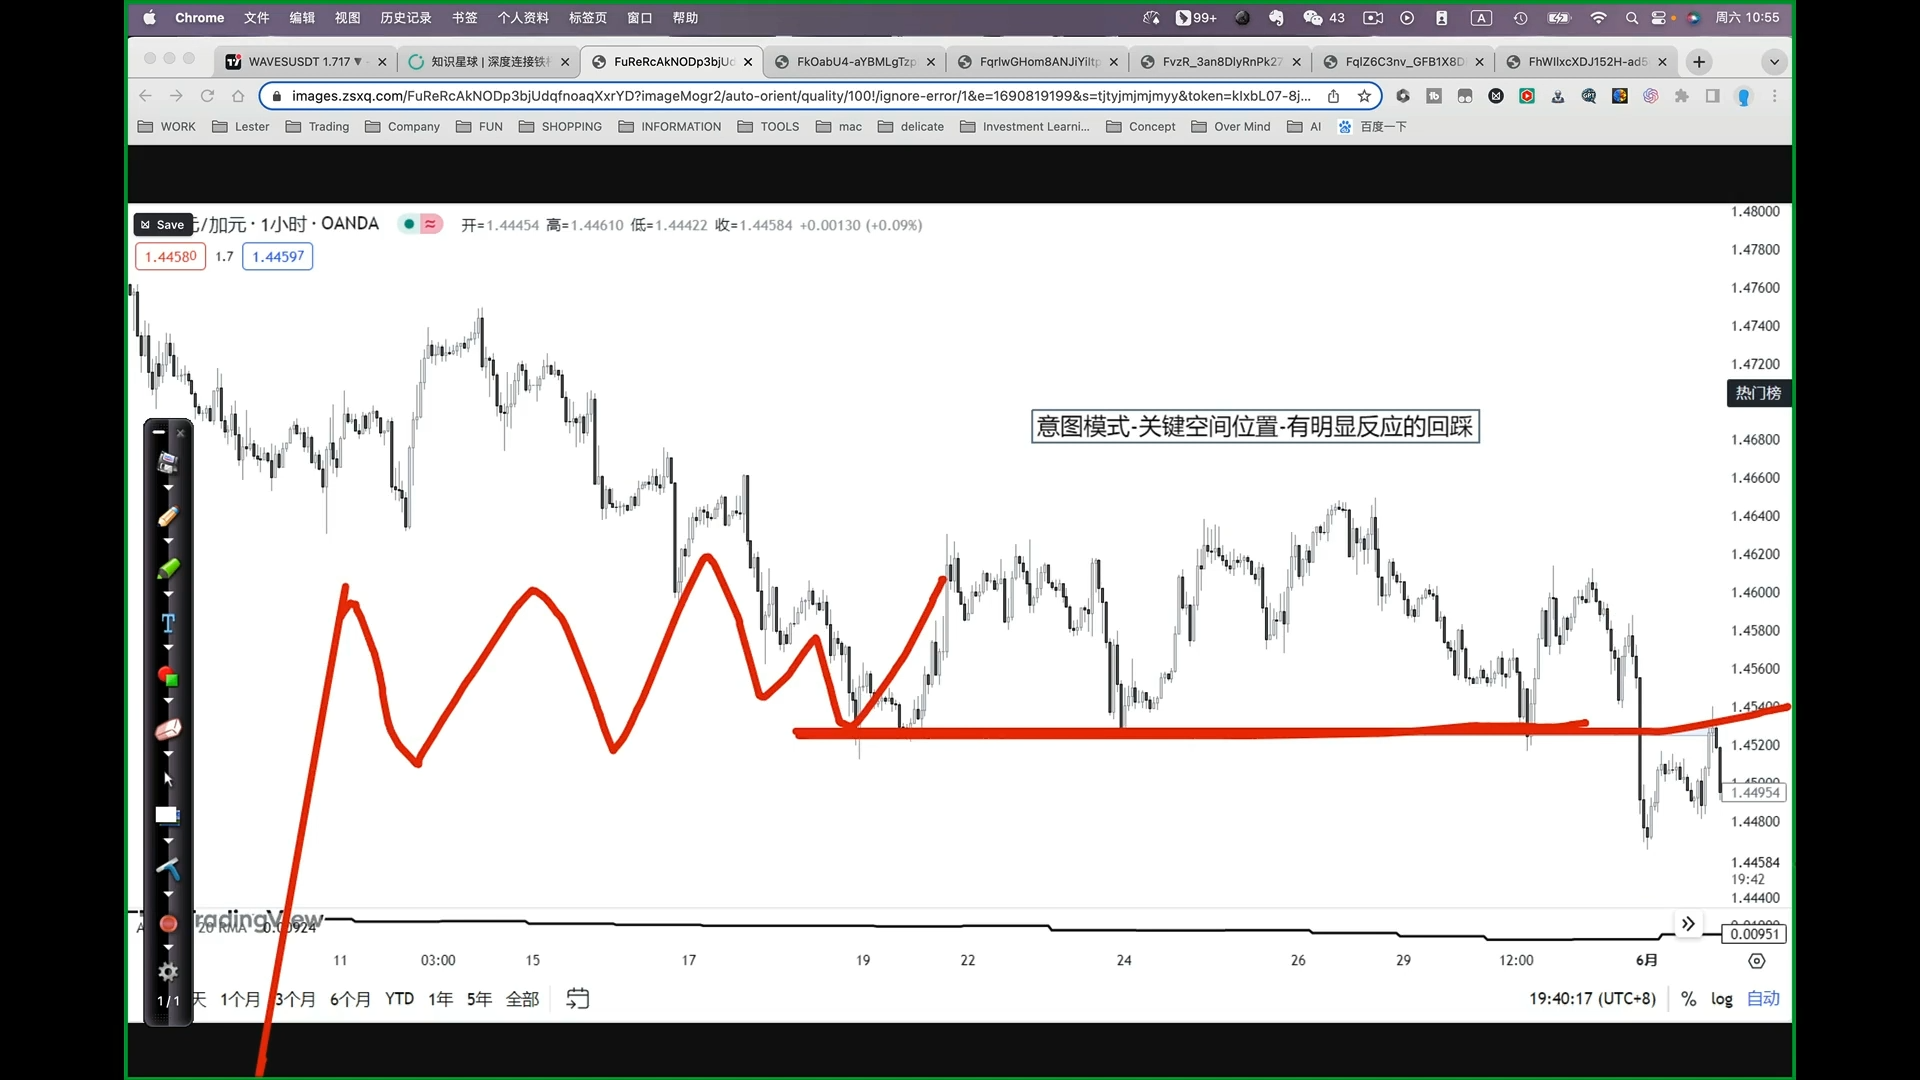 Chrome 文件 编辑 视图 历史记录 书签 个人资料 标签页 窗口 帮助 99+ 43 A 周六 10:55
WAVESUSDT 1.717 ▼ 知识星球 | 深度连接铁 FuReRcAkNODp3bjUd FkOabU4-aYBMLgTzp FqrlwGHom8ANJiYiltp FvzR_3an8DlyRnPk27 FqIZ6C3nv_GFB1X8D FhWIlxcXDJ152H-ad5
images.zsxq.com/FuReRcAkNODp3bjUdqfnoaqXxrYD?imageMogr2/auto-orient/quality/100!/ignore-error/1&e=1690819199&s=tjtyjmjmjmyy&token=kIxbL07-8j...
WORK Lester Trading Company FUN SHOPPING INFORMATION TOOLS mac delicate Investment Learni... Concept Over Mind AI 百度一下
Save 元/加元 · 1小时 · OANDA 开=1.44454 高=1.44610 低=1.44422 收=1.44584 +0.00130 (+0.09%)
1.44580 1.7 1.44597
意图模式-关键空间位置-有明显反应的回踩
1.48000
1.47800
1.47600
1.47400
1.47200
热门榜
1.46800
1.46600
1.46400
1.46200
1.46000
1.45800
1.45600
1.45400
1.45200
1.45000
1.44954
1.44800
1.44584
19:42
1.44400
TradingView
20 RMA 0.00924
0.00951
11 03:00 15 17 19 22 24 26 29 12:00 6月
1/1 天 1个月 3个月 6个月 YTD 1年 5年 全部 19:40:17 (UTC+8) % log 自动